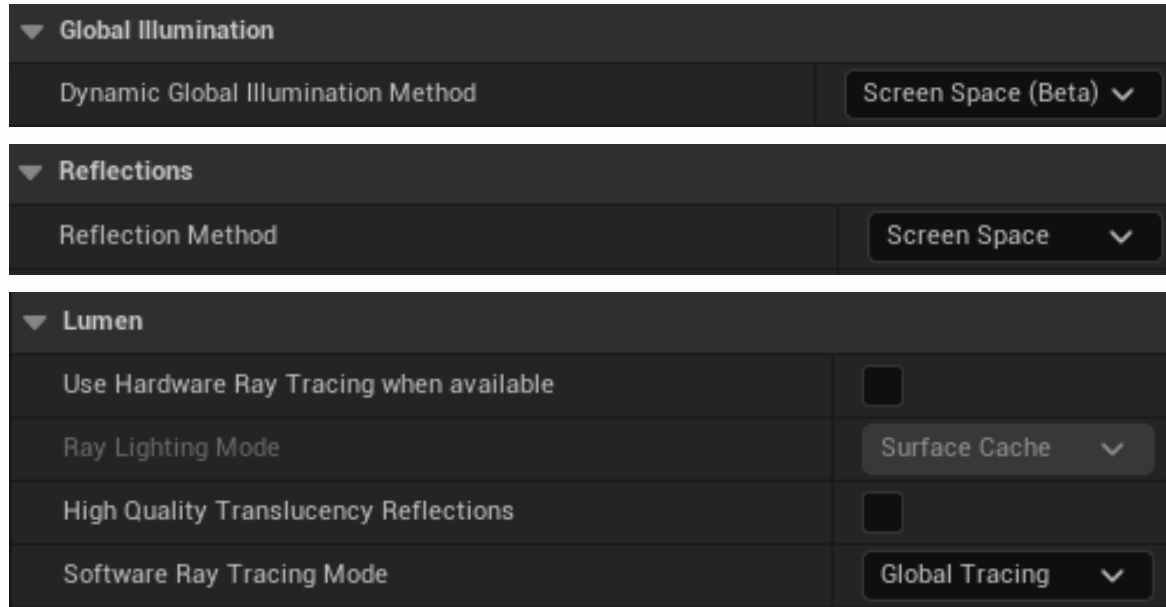 Global Illumination
Dynamic Global Illumination Method Screen Space (Beta)
Reflections
Reflection Method Screen Space
Lumen
Use Hardware Ray Tracing when available
Ray Lighting Mode Surface Cache
High Quality Translucency Reflections
Software Ray Tracing Mode Global Tracing